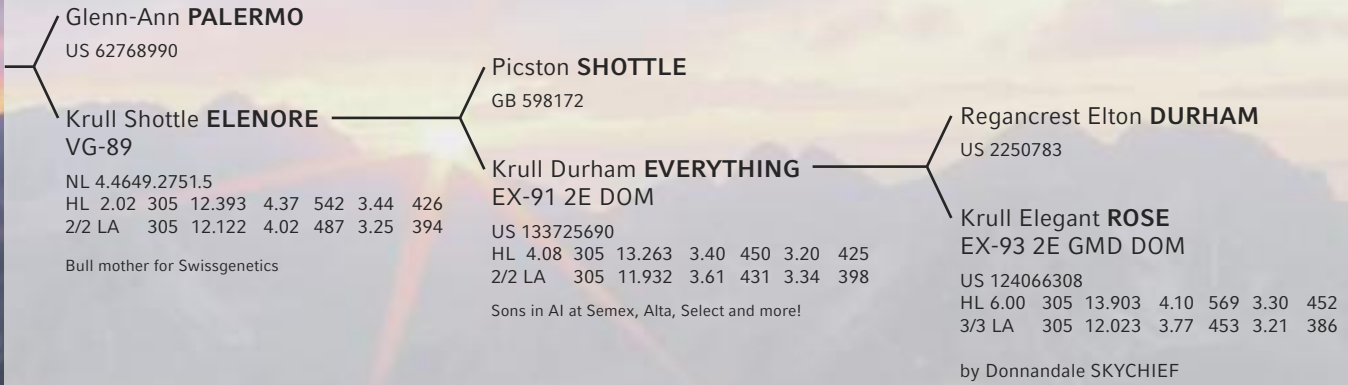 Glenn-Ann PALERMO
US 62768990
Krull Shottle ELENORE
VG-89
NL 4.4649.2751.5
HL 2.02 305 12.393 4.37 542 3.44 426
2/2 LA 305 12.122 4.02 487 3.25 394
Bull mother for Swissgenetics
Picston SHOTTLE
GB 598172
Krull Durham EVERYTHING
EX-91 2E DOM
US 133725690
HL 4.08 305 13.263 3.40 450 3.20 425
2/2 LA 305 11.932 3.61 431 3.34 398
Sons in AI at Semex, Alta, Select and more!
Regancrest Elton DURHAM
US 2250783
Krull Elegant ROSE
EX-93 2E GMD DOM
US 124066308
HL 6.00 305 13.903 4.10 569 3.30 452
3/3 LA 305 12.023 3.77 453 3.21 386
by Donnandale SKYCHIEF